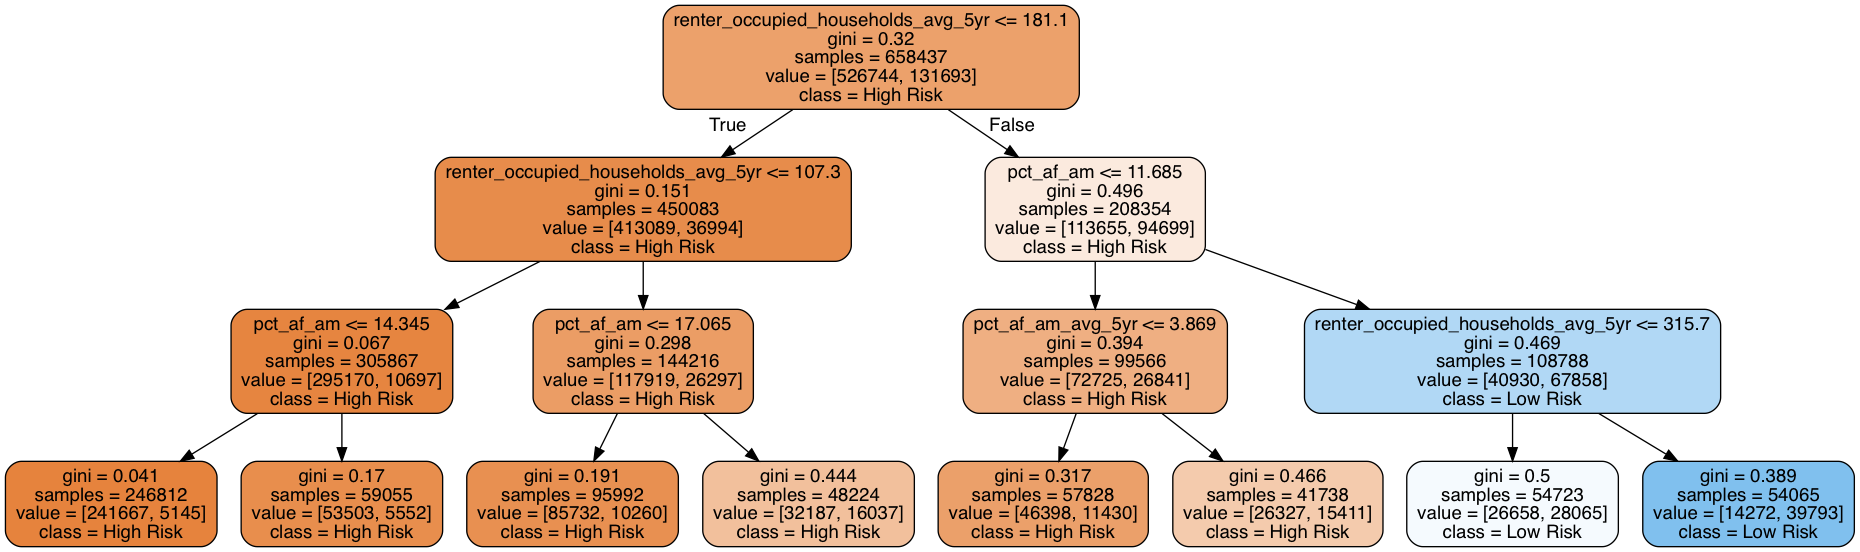 renter_occupied_households_avg_5yr <= 181.1
gini = 0.32
samples = 658437
value = [526744, 131693]
class = High Risk
True
False
renter_occupied_households_avg_5yr <= 107.3
gini = 0.151
samples = 450083
value = [413089, 36994]
class = High Risk
pct_af_am <= 11.685
gini = 0.496
samples = 208354
value = [113655, 94699]
class = High Risk
pct_af_am <= 14.345
gini = 0.067
samples = 305867
value = [295170, 10697]
class = High Risk
pct_af_am <= 17.065
gini = 0.298
samples = 144216
value = [117919, 26297]
class = High Risk
pct_af_am_avg_5yr <= 3.869
gini = 0.394
samples = 99566
value = [72725, 26841]
class = High Risk
renter_occupied_households_avg_5yr <= 315.7
gini = 0.469
samples = 108788
value = [40930, 67858]
class = Low Risk
gini = 0.041
samples = 246812
value = [241667, 5145]
class = High Risk
gini = 0.17
samples = 59055
value = [53503, 5552]
class = High Risk
gini = 0.191
samples = 95992
value = [85732, 10260]
class = High Risk
gini = 0.444
samples = 48224
value = [32187, 16037]
class = High Risk
gini = 0.317
samples = 57828
value = [46398, 11430]
class = High Risk
gini = 0.466
samples = 41738
value = [26327, 15411]
class = High Risk
gini = 0.5
samples = 54723
value = [26658, 28065]
class = Low Risk
gini = 0.389
samples = 54065
value = [14272, 39793]
class = Low Risk